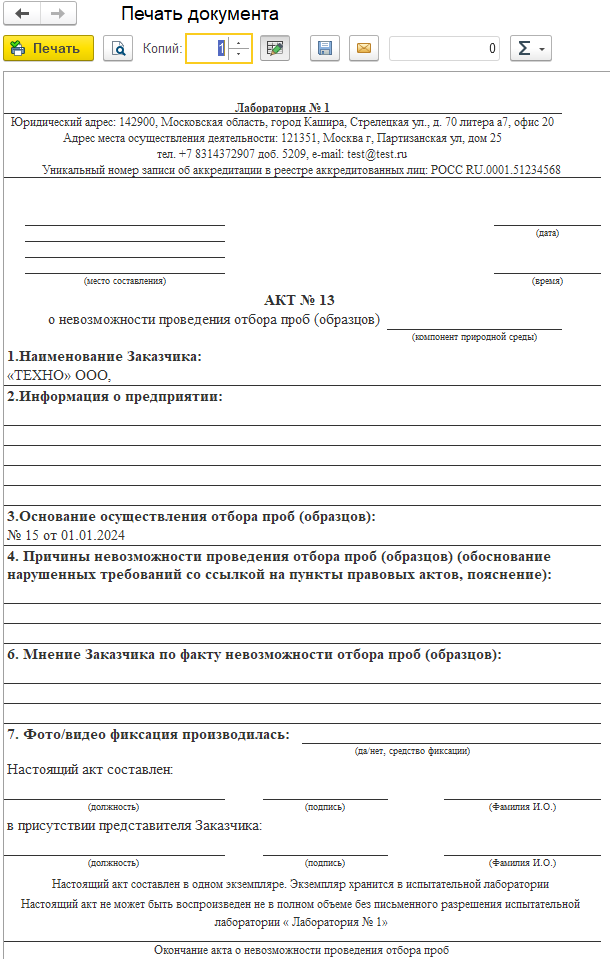 Печать документа
Печать
Копий:
1
0
Σ
Лаборатория № 1
Юридический адрес: 142900, Московская область, город Кашира, Стрелецкая ул., д. 70 литера а7, офис 20
Адрес места осуществления деятельности: 121351, Москва г, Партизанская ул, дом 25
тел. +7 8314372907 доб. 5209, e-mail: test@test.ru
Уникальный номер записи об аккредитации в реестре аккредитованных лиц: РОСС RU.0001.51234568
(дата)
(место составления)
(время)
АКТ № 13
о невозможности проведения отбора проб (образцов)
(компонент природной среды)
1.Наименование Заказчика:
«ТЕХНО» ООО,
2.Информация о предприятии:
3.Основание осуществления отбора проб (образцов):
№ 15 от 01.01.2024
4. Причины невозможности проведения отбора проб (образцов) (обоснование
нарушенных требований со ссылкой на пункты правовых актов, пояснение):
6. Мнение Заказчика по факту невозможности отбора проб (образцов):
7. Фото/видео фиксация производилась:
(да/нет, средство фиксации)
Настоящий акт составлен:
(должность) (подпись) (Фамилия И.О.)
в присутствии представителя Заказчика:
(должность) (подпись) (Фамилия И.О.)
Настоящий акт составлен в одном экземпляре. Экземпляр хранится в испытательной лаборатории
Настоящий акт не может быть воспроизведен не в полном объеме без письменного разрешения испытательной
лаборатории « Лаборатория № 1»
Окончание акта о невозможности проведения отбора проб